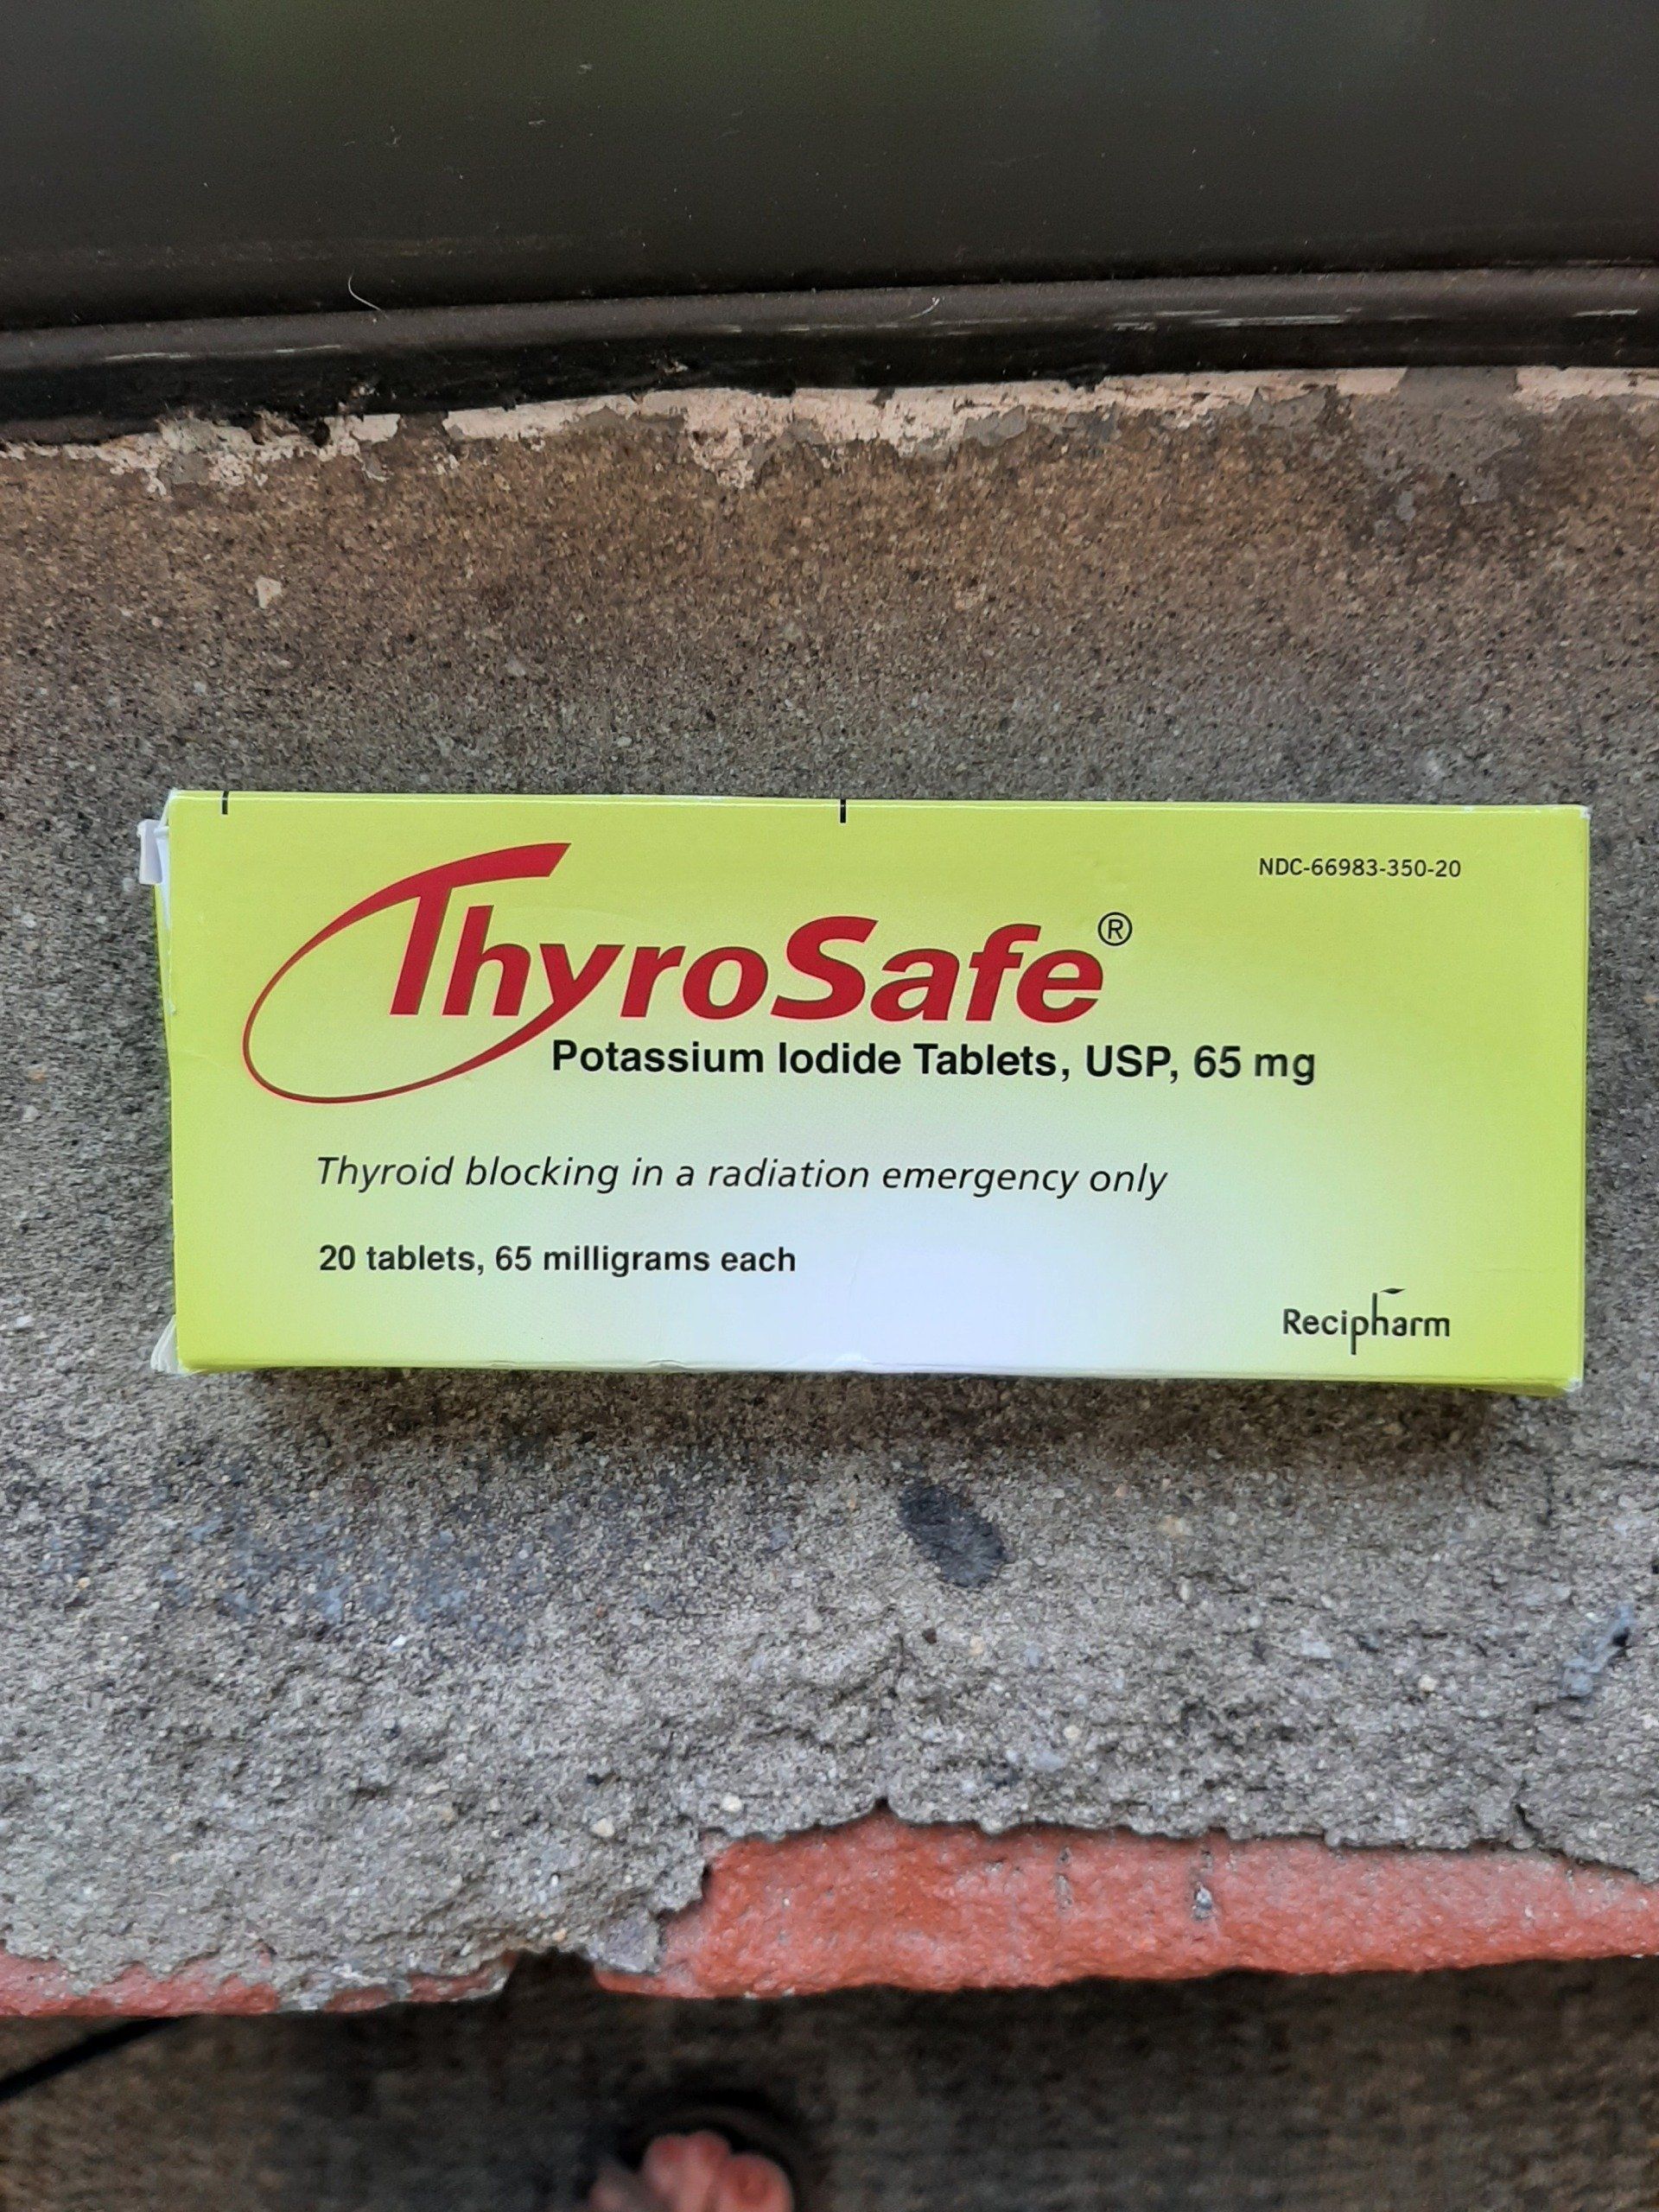 NDC-66983-350-20
ThyroSafe®
Potassium Iodide Tablets, USP, 65 mg
Thyroid blocking in a radiation emergency only
20 tablets, 65 milligrams each
Recipharm